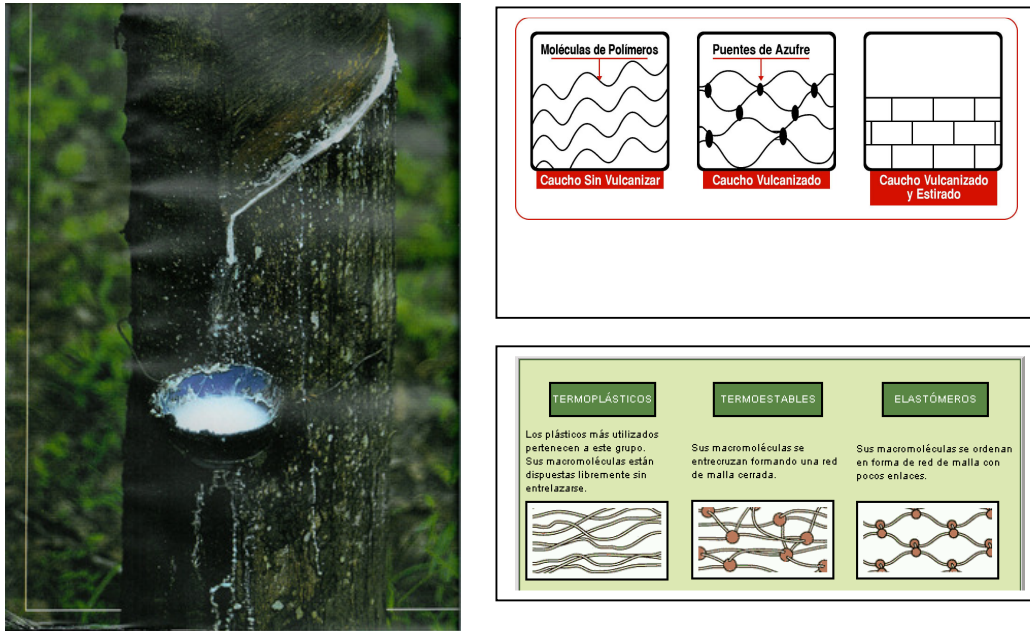 Moléculas de Polímeros
Puentes de Azufre
Caucho Sin Vulcanizar
Caucho Vulcanizado
Caucho Vulcanizado
y Estirado
TERMOPLÁSTICOS
TERMOESTABLES
ELASTÓMEROS
Los plásticos más utilizados
pertenecen a este grupo.
Sus macromoléculas están
dispuestas libremente sin
entrelazarse.
Sus macromoléculas se
entrecruzan formando una red
de malla cerrada.
Sus macromoléculas se ordenan
en forma de red de malla con
pocos enlaces.